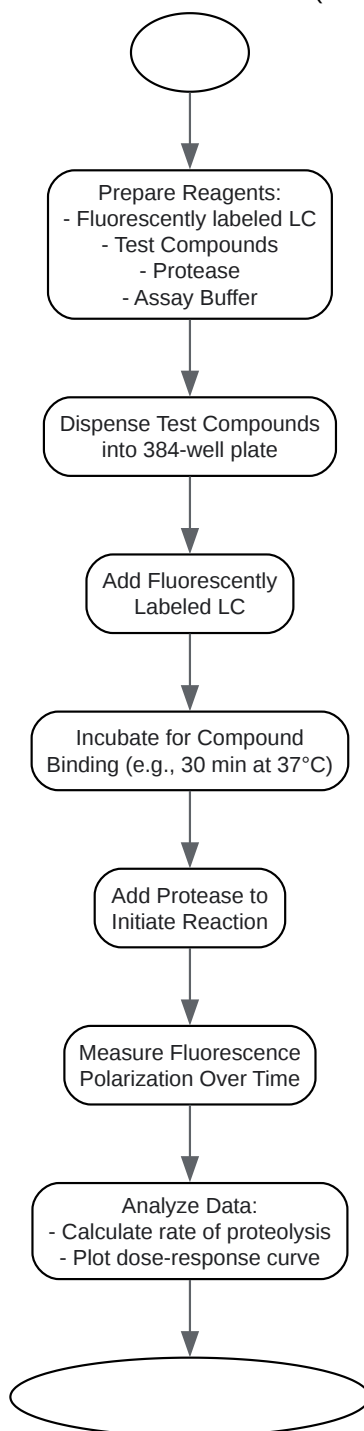 Prepare Reagents:
- Fluorescently labeled LC
- Test Compounds
- Protease
- Assay Buffer
Dispense Test Compounds
into 384-well plate
Add Fluorescently
Labeled LC
Incubate for Compound
Binding (e.g., 30 min at 37°C)
Add Protease to
Initiate Reaction
Measure Fluorescence
Polarization Over Time
Analyze Data:
- Calculate rate of proteolysis
- Plot dose-response curve